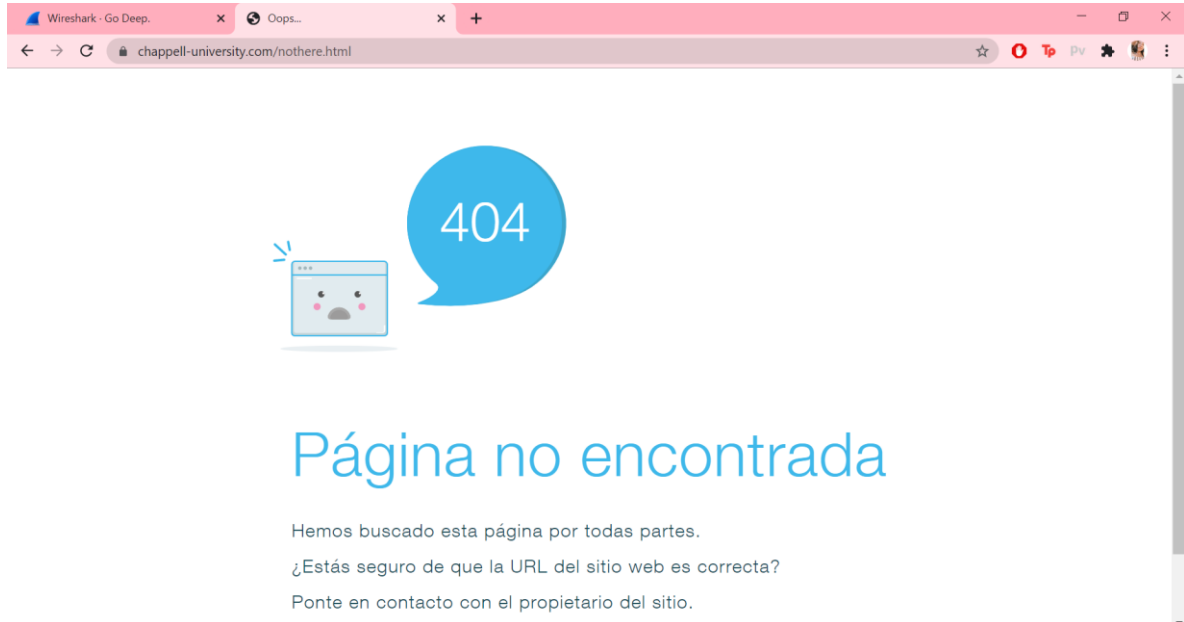 Wireshark · Go Deep.
Oops...
chappell-university.com/nothere.html
Tp
Pv
404
Página no encontrada
Hemos buscado esta página por todas partes.
¿Estás seguro de que la URL del sitio web es correcta?
Ponte en contacto con el propietario del sitio.